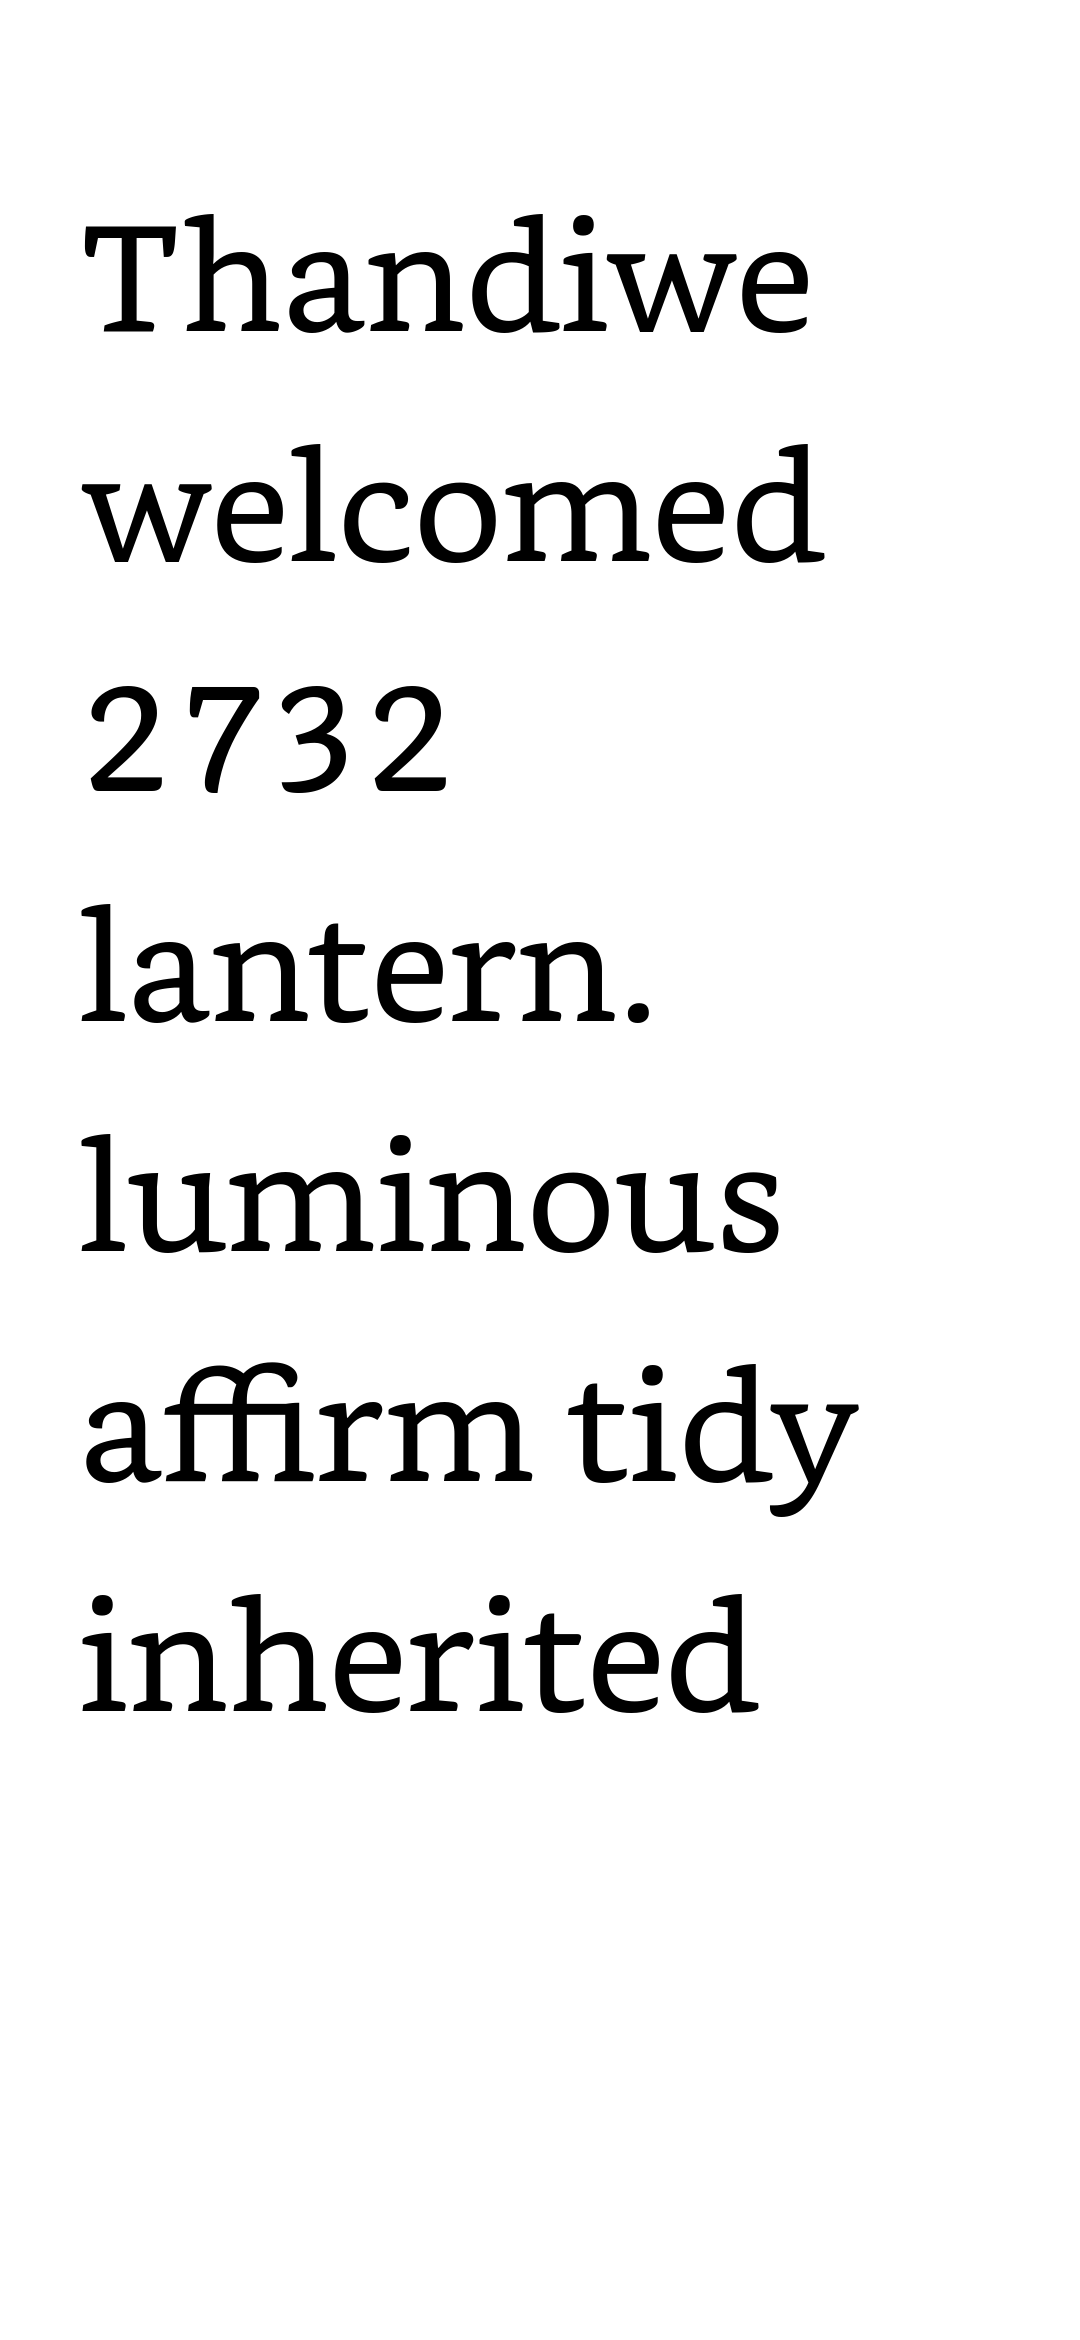 Thandiwe
welcomed
2732
lantern.
luminous
affirm tidy
inherited